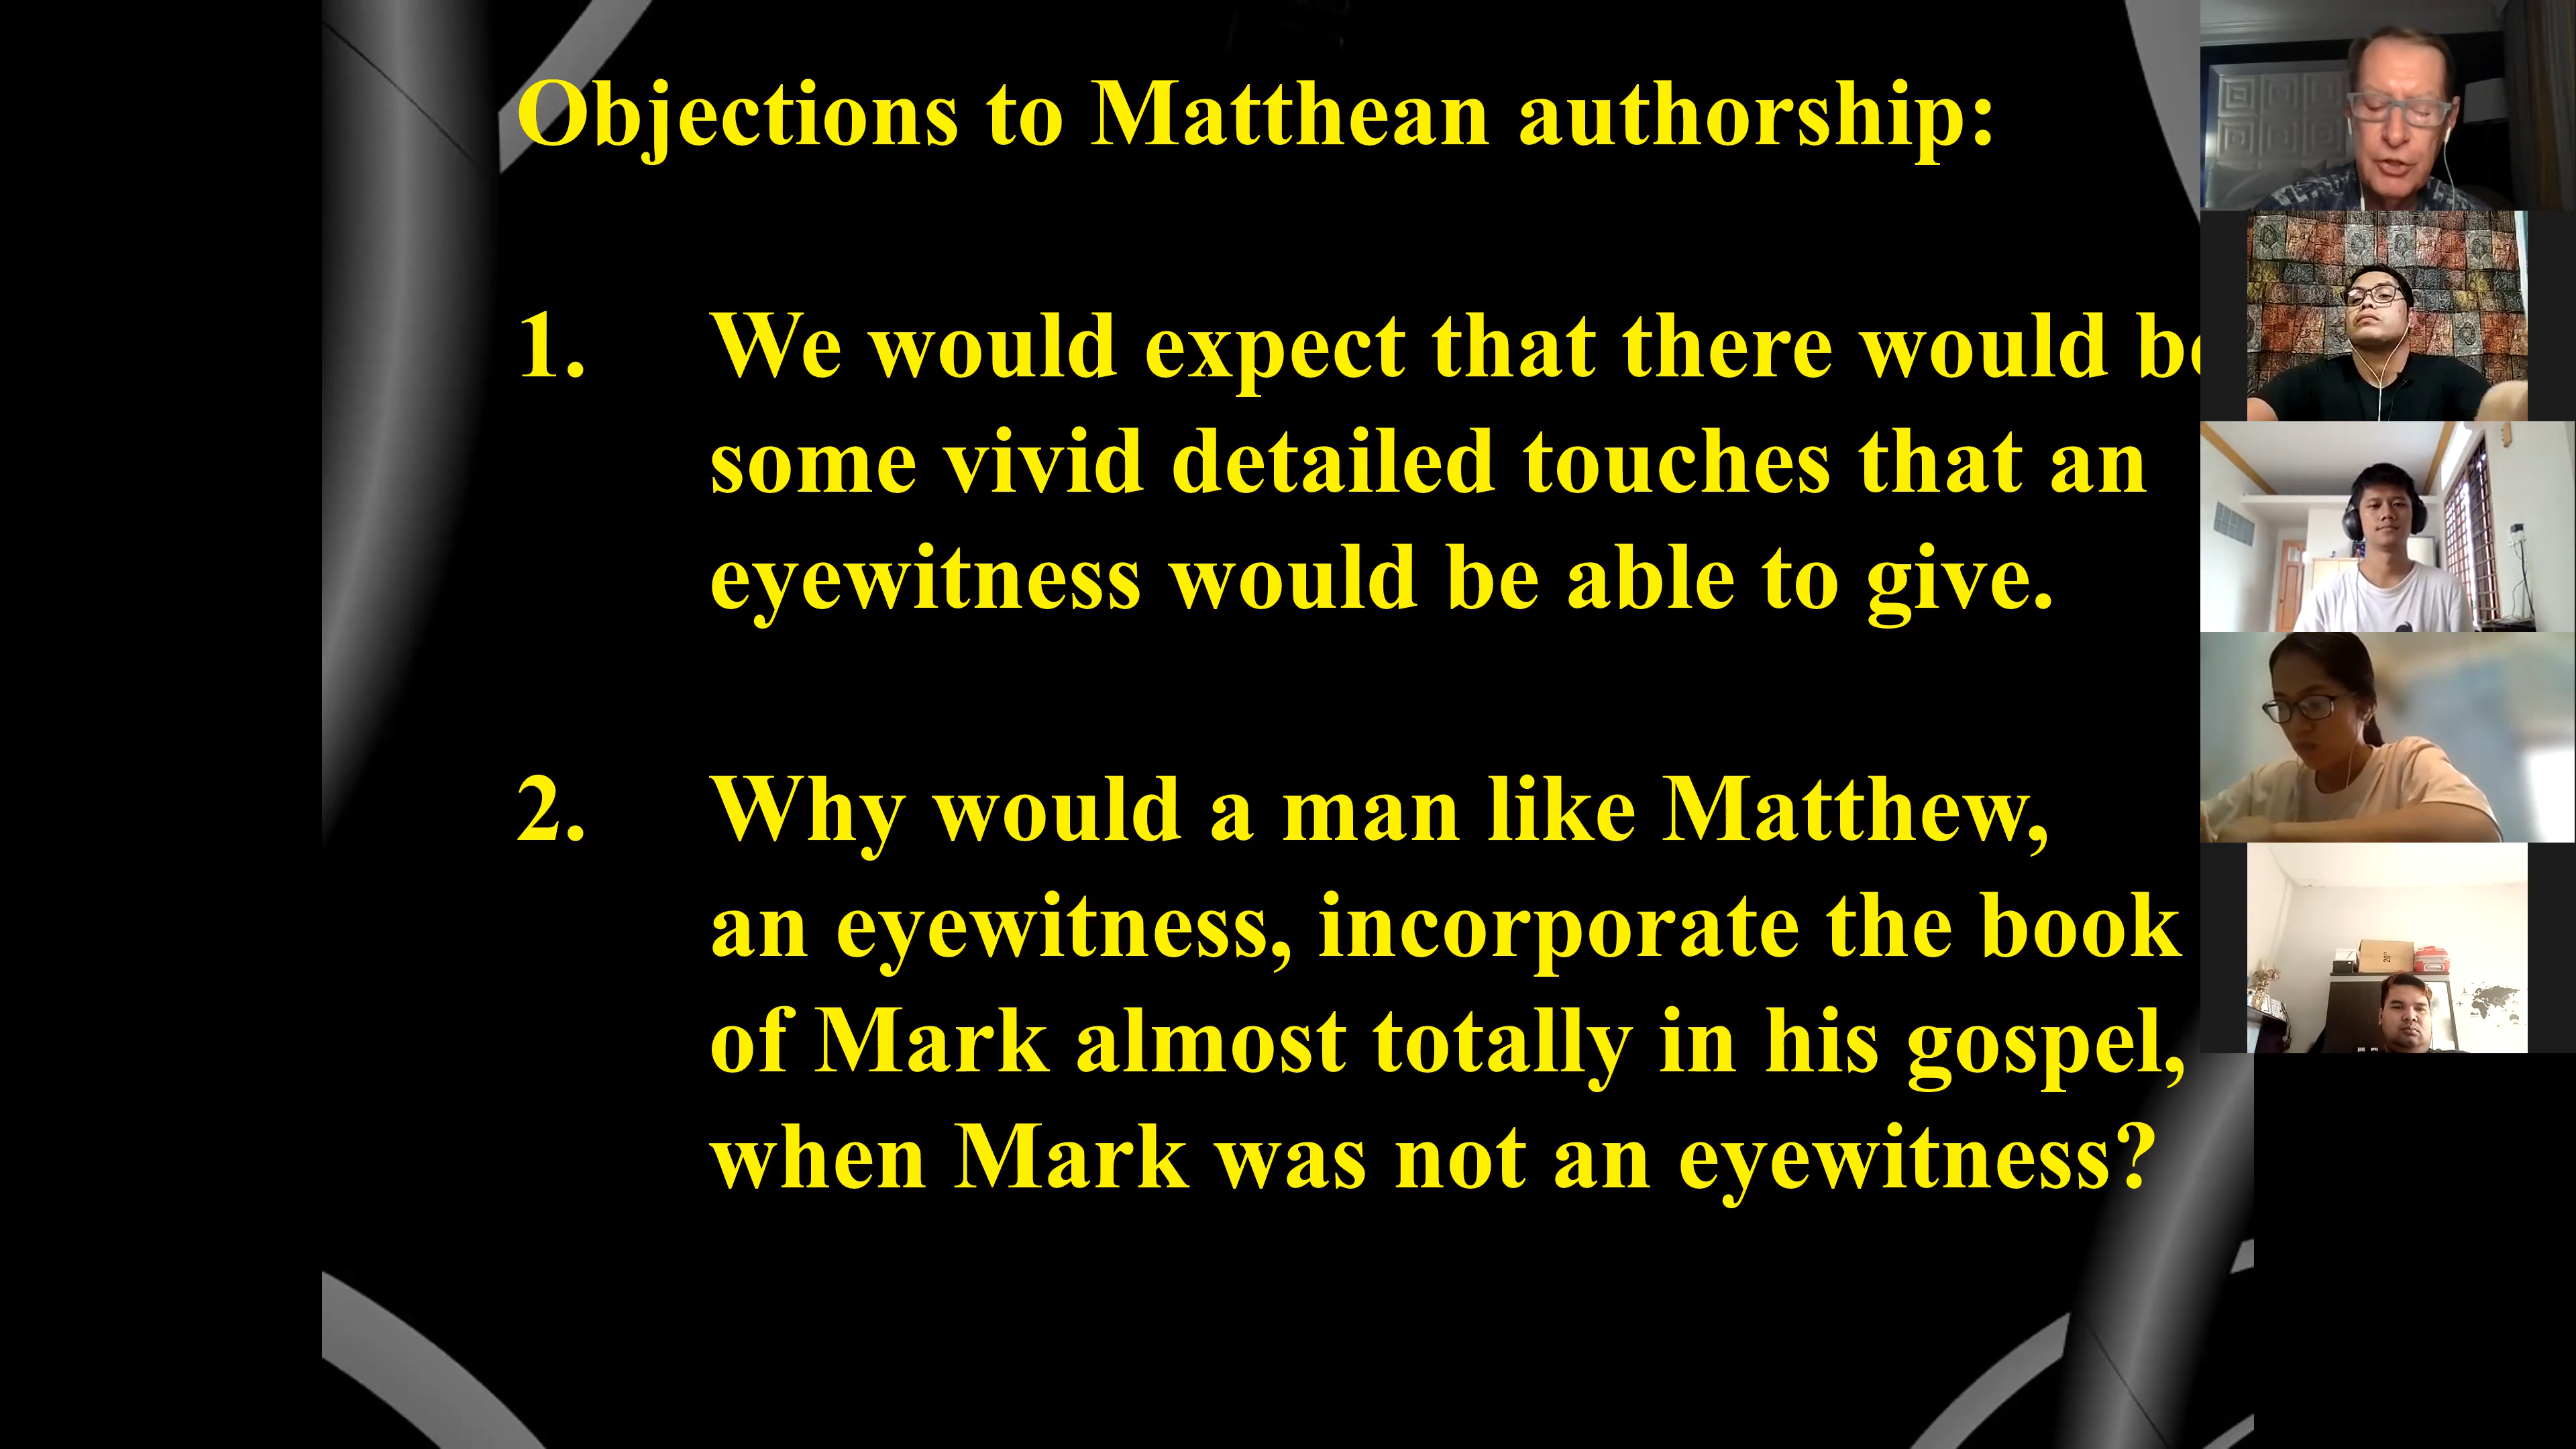 Objections to Matthean authorship:
1. We would expect that there would be
some vivid detailed touches that an
eyewitness would be able to give.
2. Why would a man like Matthew,
an eyewitness, incorporate the book
of Mark almost totally in his gospel,
when Mark was not an eyewitness?